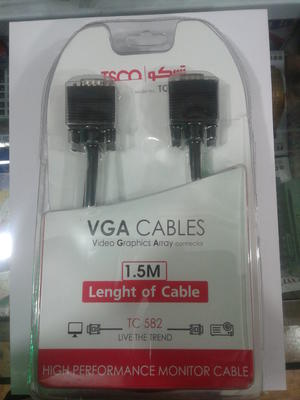 TSCO تسکو
TC
VGA CABLES
Video Graphics Array connector
1.5M
Lenght of Cable
TC 582
LIVE THE TREND
HIGH PERFORMANCE MONITOR CABLE